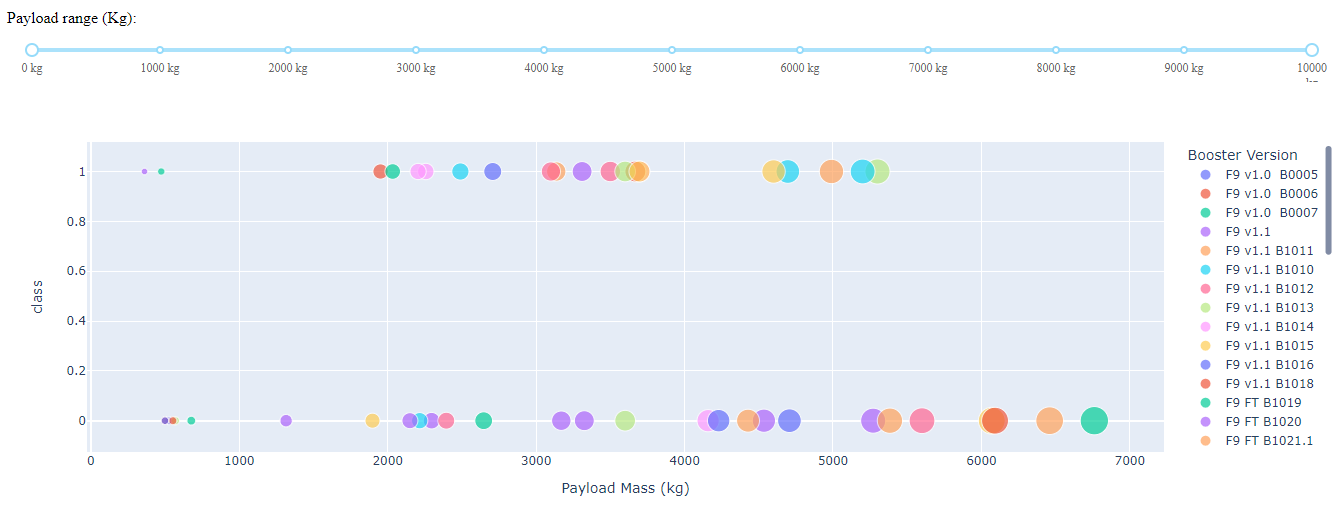 Payload range (Kg):
0 kg 1000 kg 2000 kg 3000 kg 4000 kg 5000 kg 6000 kg 7000 kg 8000 kg 9000 kg 10000
Booster Version
F9 v1.0  B0005
F9 v1.0  B0006
F9 v1.0  B0007
F9 v1.1
F9 v1.1 B1011
F9 v1.1 B1010
F9 v1.1 B1012
F9 v1.1 B1013
F9 v1.1 B1014
F9 v1.1 B1015
F9 v1.1 B1016
F9 v1.1 B1018
F9 FT B1019
F9 FT B1020
F9 FT B1021.1
1
0.8
0.6
0.4
0.2
0
class
0 1000 2000 3000 4000 5000 6000 7000
Payload Mass (kg)